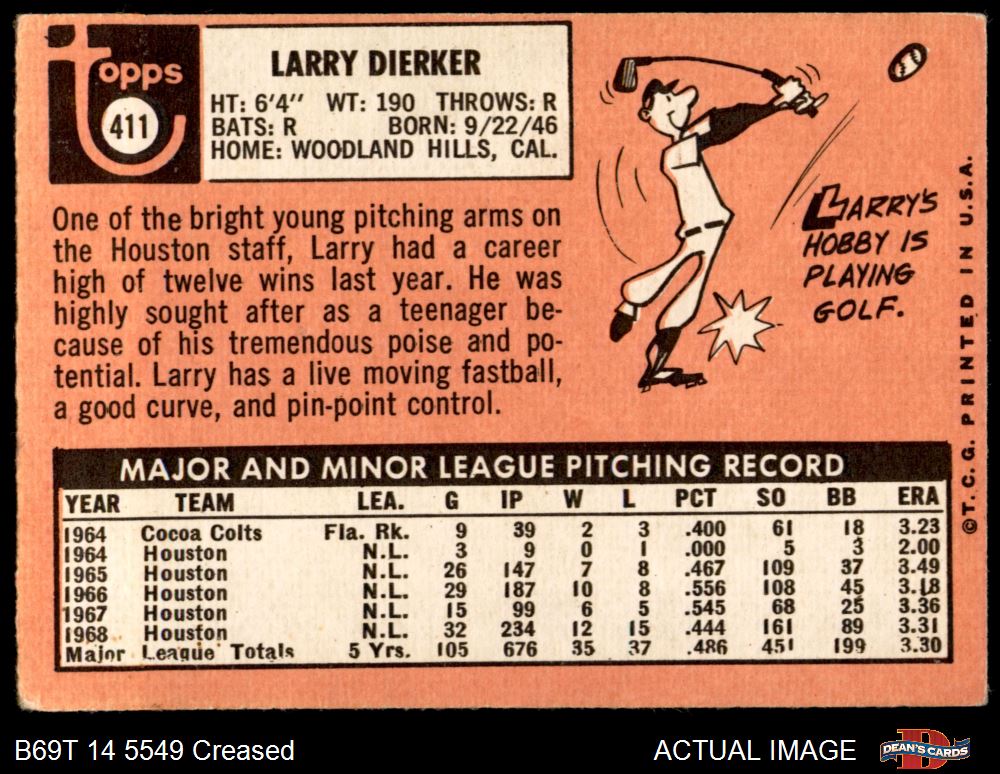 topps
411
LARRY DIERKER
HT: 6'4" WT: 190 THROWS: R
BATS: R BORN: 9/22/46
HOME: WOODLAND HILLS, CAL.
One of the bright young pitching arms on
the Houston staff, Larry had a career
high of twelve wins last year. He was
highly sought after as a teenager be-
cause of his tremendous poise and po-
tential. Larry has a live moving fastball,
a good curve, and pin-point control.
LARRY'S
HOBBY IS
PLAYING
GOLF.
©T.C.G. PRINTED IN U.S.A.
MAJOR AND MINOR LEAGUE PITCHING RECORD
YEAR TEAM LEA. G IP W L PCT SO BB ERA
1964 Cocoa Colts Fla. Rk. 9 39 2 3 .400 61 18 3.23
1964 Houston N.L. 3 9 0 1 .000 5 3 2.00
1965 Houston N.L. 26 147 7 8 .467 109 37 3.49
1966 Houston N.L. 29 187 10 8 .556 108 45 3.18
1967 Houston N.L. 15 99 6 5 .545 68 25 3.36
1968 Houston N.L. 32 234 12 15 .444 161 89 3.31
Major League Totals 5 Yrs. 105 676 35 37 .486 451 199 3.30
B69T 14 5549 Creased
ACTUAL IMAGE
DEAN'S CARDS